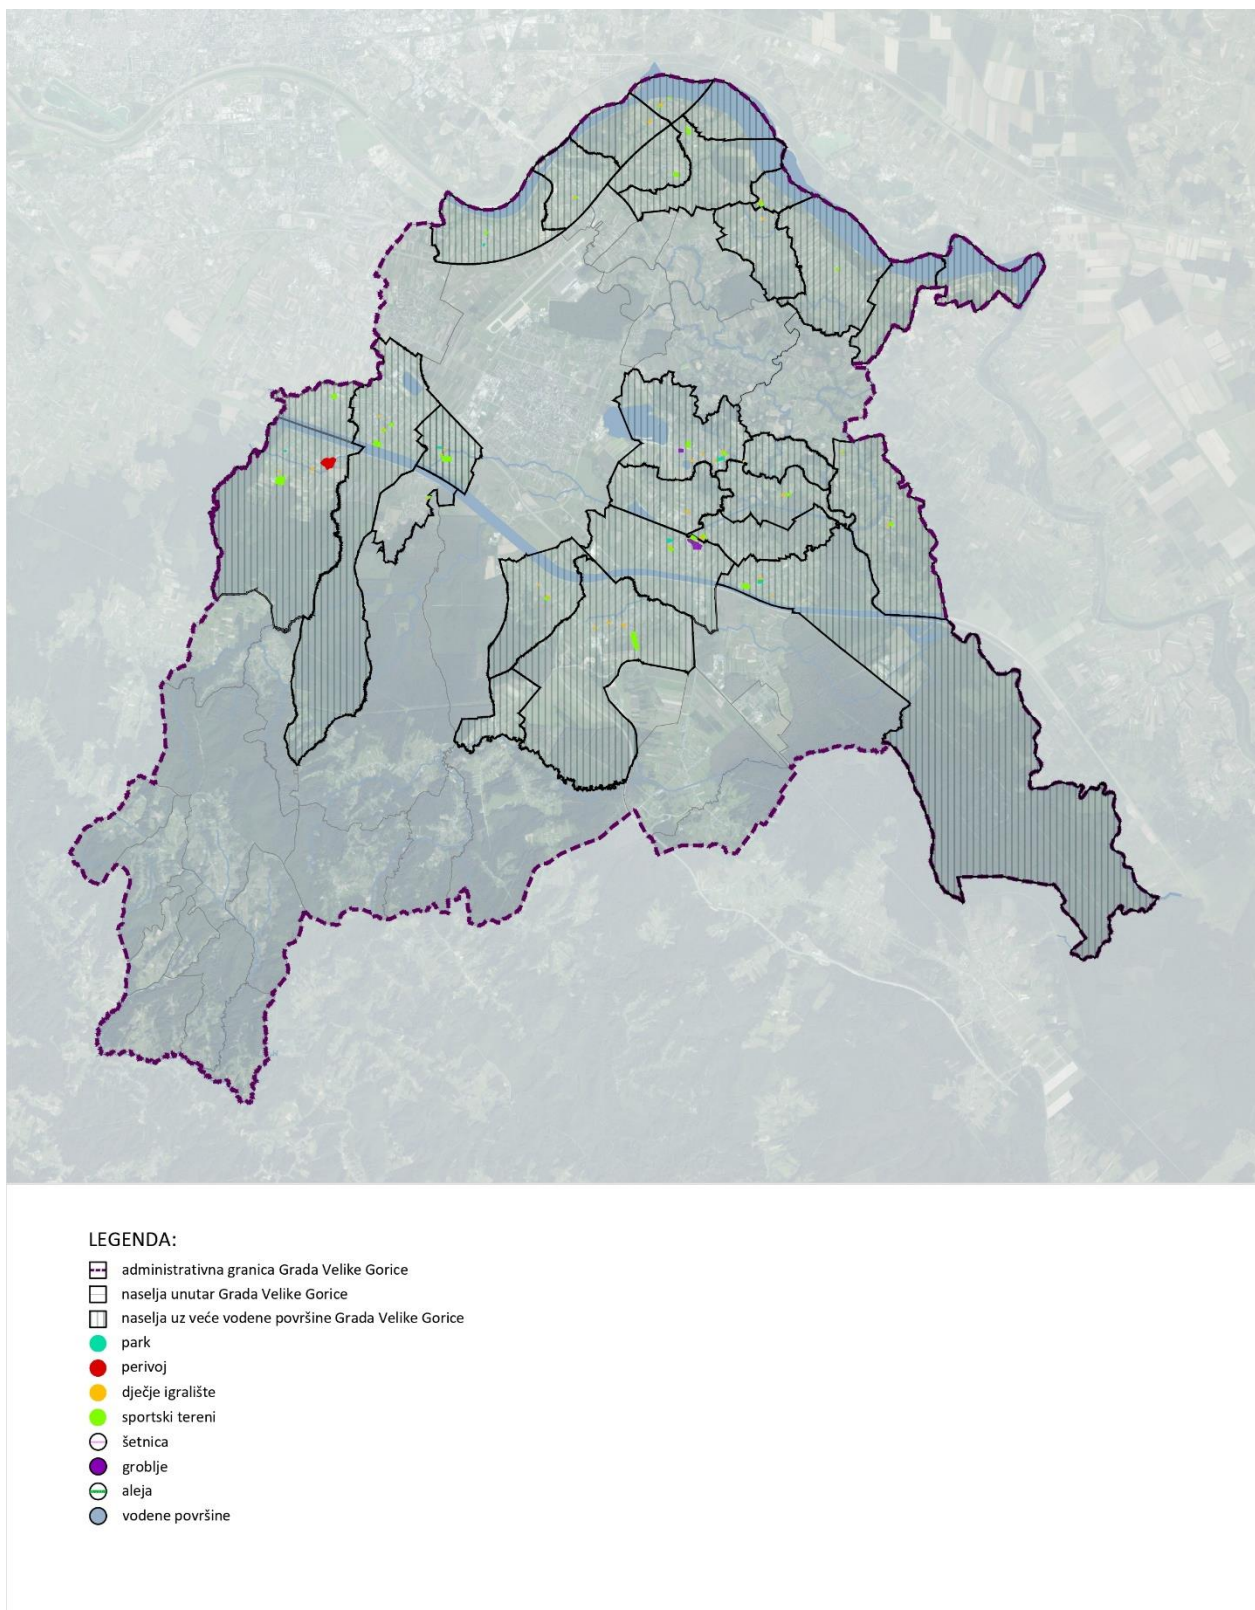 LEGENDA:
administrativna granica Grada Velike Gorice
naselja unutar Grada Velike Gorice
naselja uz veće vodene površine Grada Velike Gorice
park
perivoj
dječje igralište
sportski tereni
šetnica
groblje
aleja
vodene površine